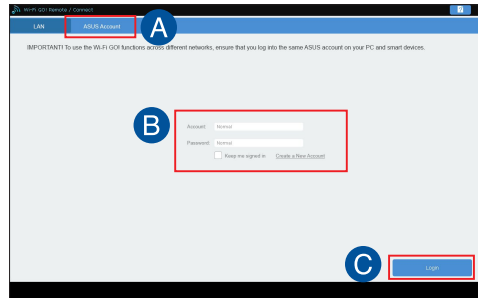 Wi-Fi GO! Remote / Connect
?
LAN
ASUS Account
A
IMPORTANT! To use the Wi-Fi GO! functions across different networks, ensure that you log into the same ASUS account on your PC and smart devices.
B
Account: Normal
Password: Normal
Keep me signed in Create a New Account
C
Login